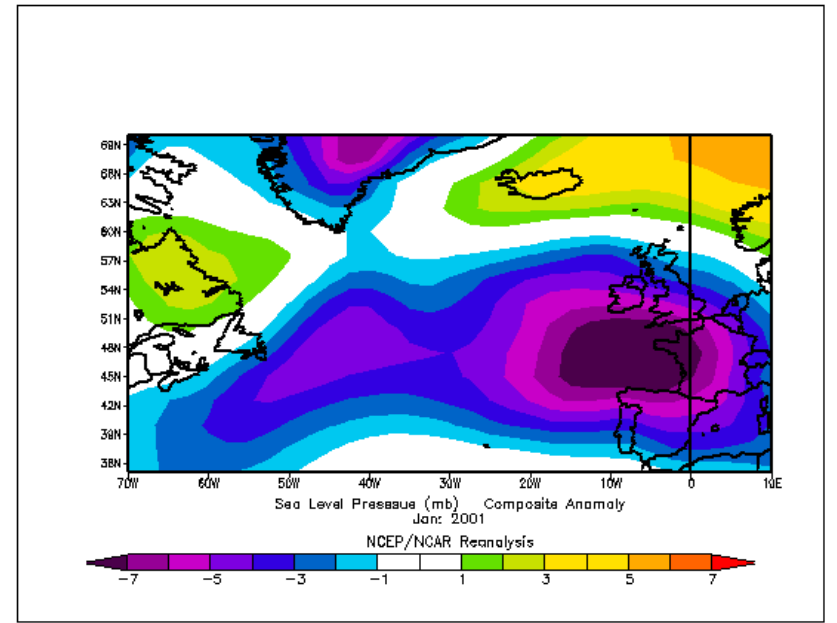 69N
66N
63N
60N
57N
54N
51N
48N
45N
42N
39N
36N
70W 60W 50W 40W 30W 20W 10W 0 10E
Sea Level Pressue (mb) Composite Anomaly
Jan: 2001
NCEP/NCAR Reanalysis
-7 -5 -3 -1 1 3 5 7